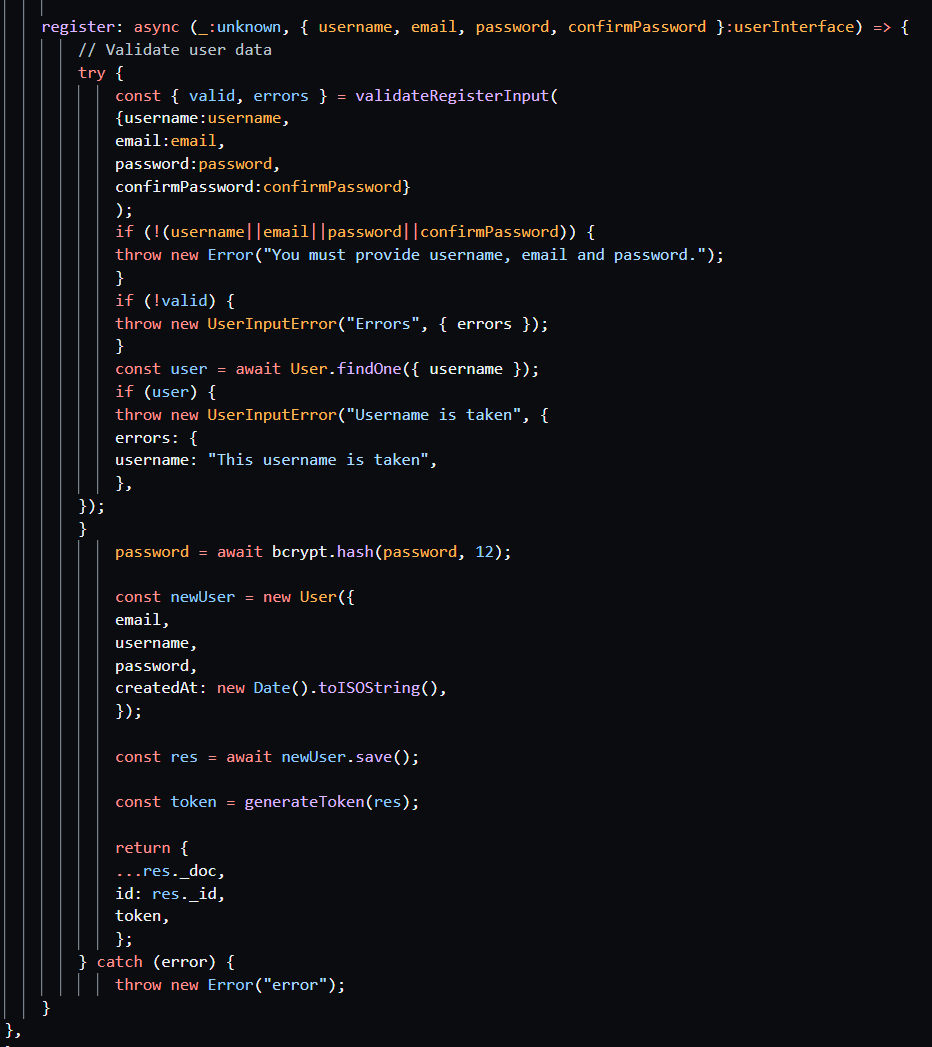 register: async (_:unknown, { username, email, password, confirmPassword }:userInterface) => {
// Validate user data
try {
const { valid, errors } = validateRegisterInput(
{username:username,
email:email,
password:password,
confirmPassword:confirmPassword}
);
if (!(username||email||password||confirmPassword)) {
throw new Error("You must provide username, email and password.");
}
if (!valid) {
throw new UserInputError("Errors", { errors });
}
const user = await User.findOne({ username });
if (user) {
throw new UserInputError("Username is taken", {
errors: {
username: "This username is taken",
},
});
}
password = await bcrypt.hash(password, 12);
const newUser = new User({
email,
username,
password,
createdAt: new Date().toISOString(),
});
const res = await newUser.save();
const token = generateToken(res);
return {
...res._doc,
id: res._id,
token,
};
} catch (error) {
throw new Error("error");
}
},